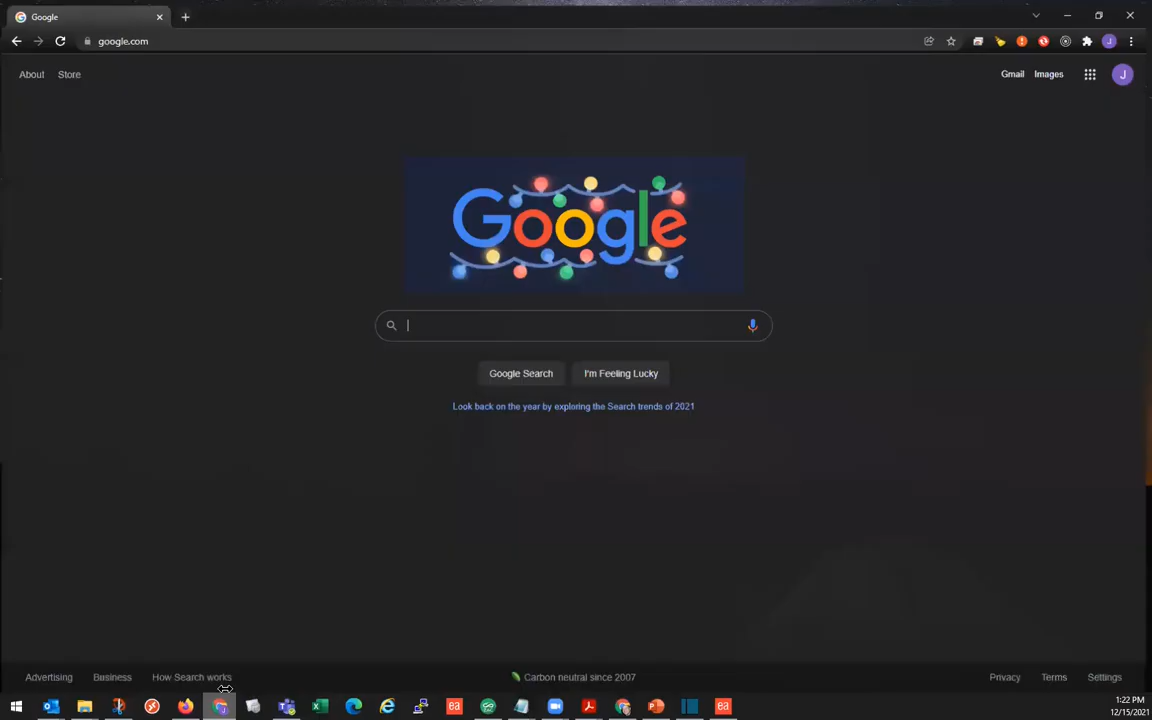 Google
google.com
About Store
Gmail Images
J
Google
Google Search I'm Feeling Lucky
Look back on the year by exploring the Search trends of 2021
Advertising Business How Search works
Carbon neutral since 2007
Privacy Terms Settings
1:22 PM
12/15/2021